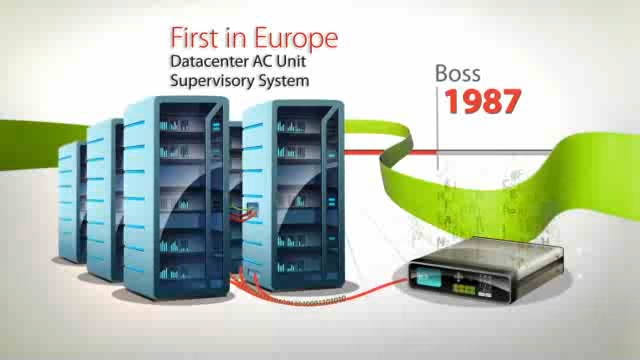 First in Europe
Datacenter AC Unit
Supervisory System
Boss
1987